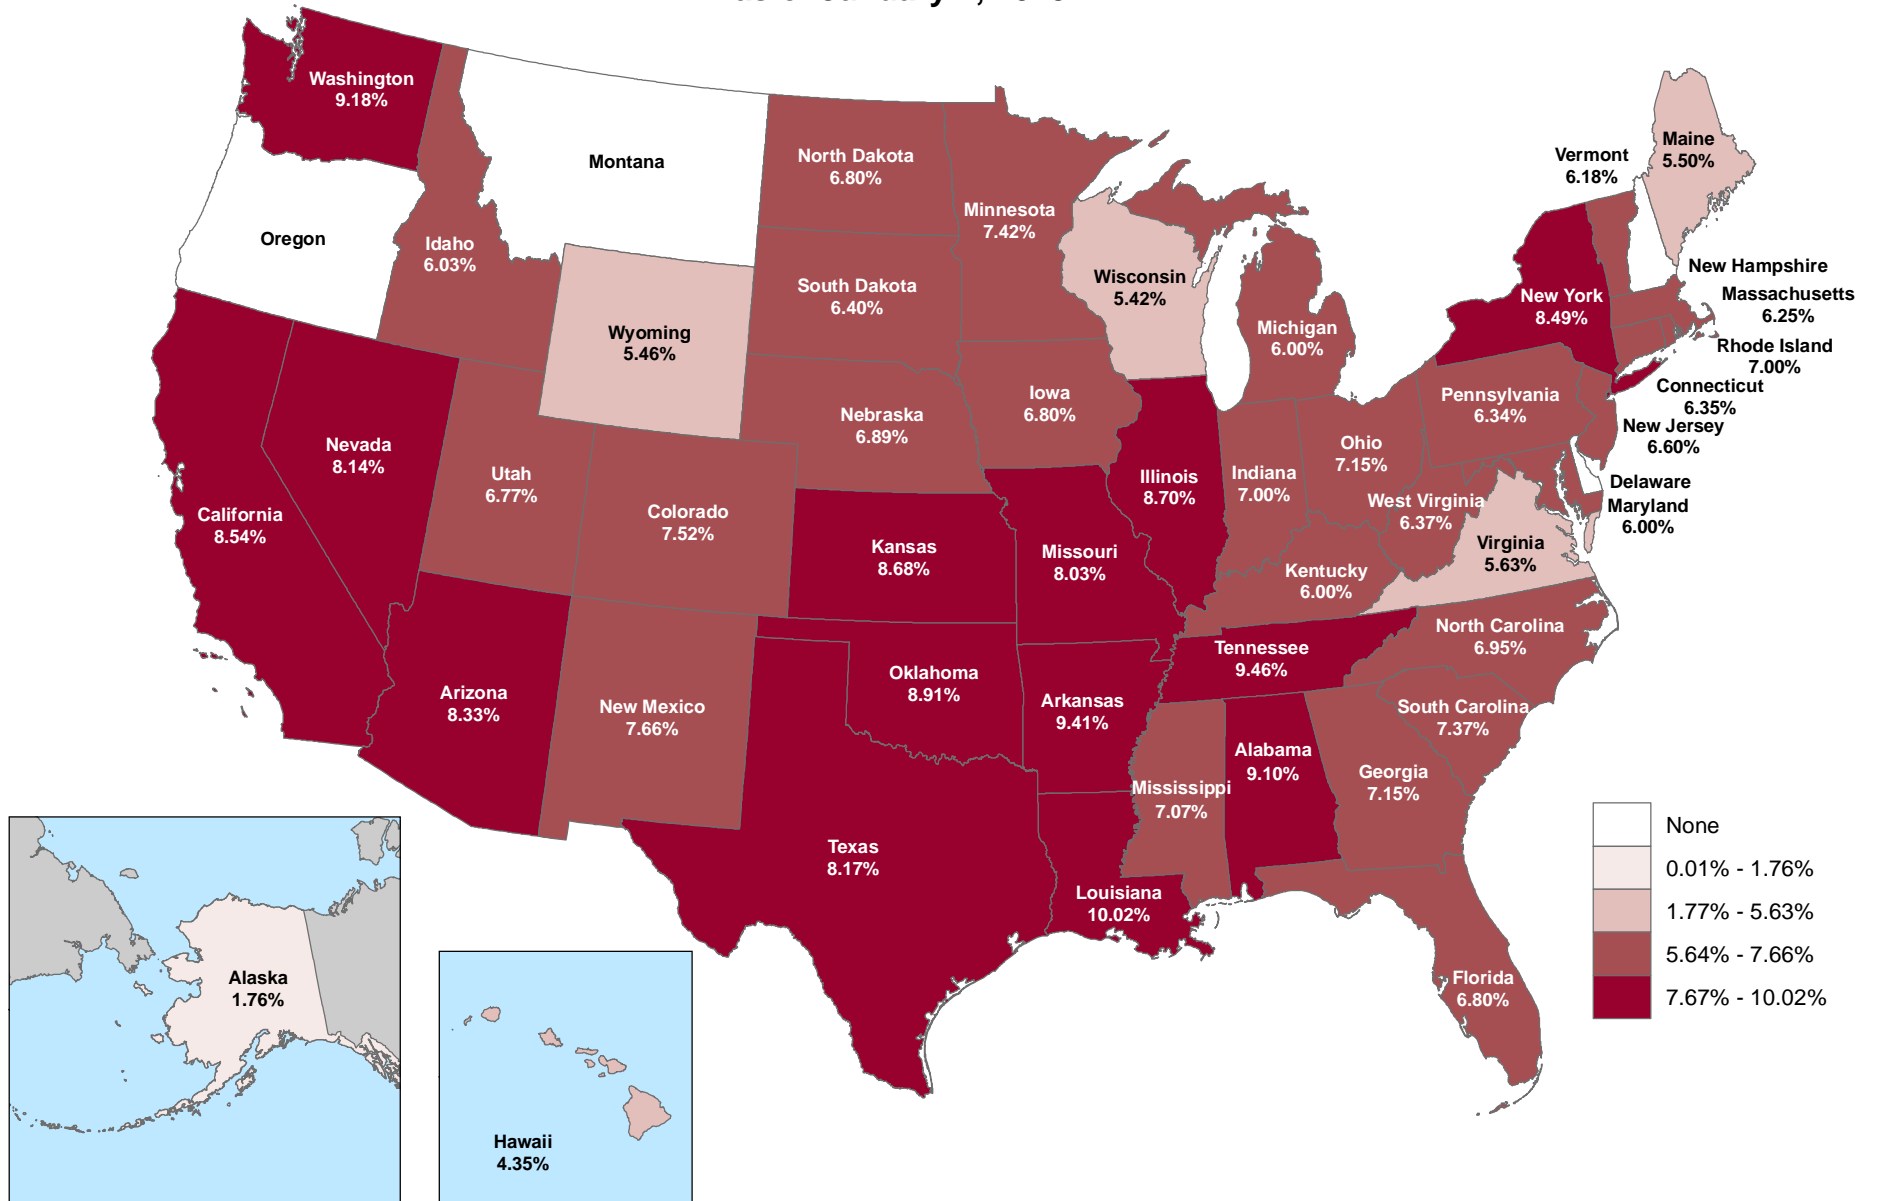 Washington
9.18%
Montana
North Dakota
6.80%
Minnesota
7.42%
Maine
5.50%
Vermont
6.18%
Oregon
Idaho
6.03%
Wyoming
5.46%
South Dakota
6.40%
Wisconsin
5.42%
Michigan
6.00%
New York
8.49%
New Hampshire
Massachusetts
6.25%
Rhode Island
7.00%
Connecticut
6.35%
New Jersey
6.60%
Delaware
Maryland
6.00%
Pennsylvania
6.34%
Iowa
6.80%
Nebraska
6.89%
Nevada
8.14%
Utah
6.77%
Colorado
7.52%
California
8.54%
Kansas
8.68%
Missouri
8.03%
Illinois
8.70%
Indiana
7.00%
Ohio
7.15%
West Virginia
6.37%
Virginia
5.63%
Kentucky
6.00%
North Carolina
6.95%
Tennessee
9.46%
South Carolina
7.37%
Arizona
8.33%
New Mexico
7.66%
Oklahoma
8.91%
Arkansas
9.41%
Mississippi
7.07%
Alabama
9.10%
Georgia
7.15%
Texas
8.17%
Louisiana
10.02%
Florida
6.80%
Alaska
1.76%
Hawaii
4.35%
None
0.01% - 1.76%
1.77% - 5.63%
5.64% - 7.66%
7.67% - 10.02%